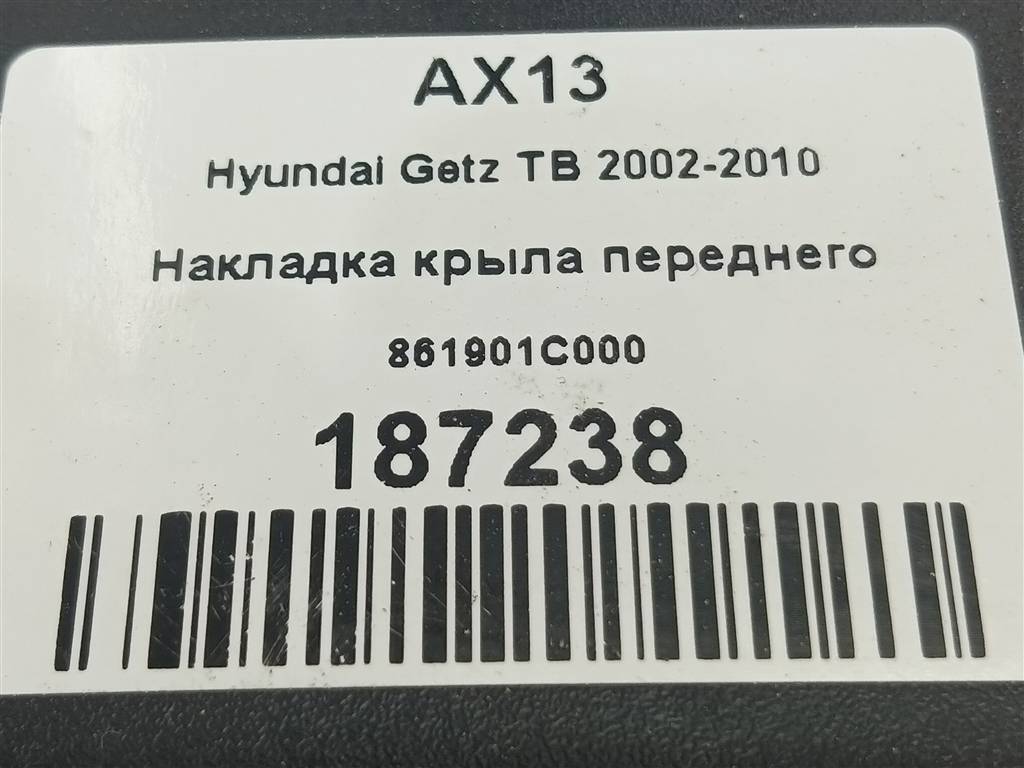 AX13
Hyundai Getz TB 2002-2010
Накладка крыла переднего
861901C000
187238